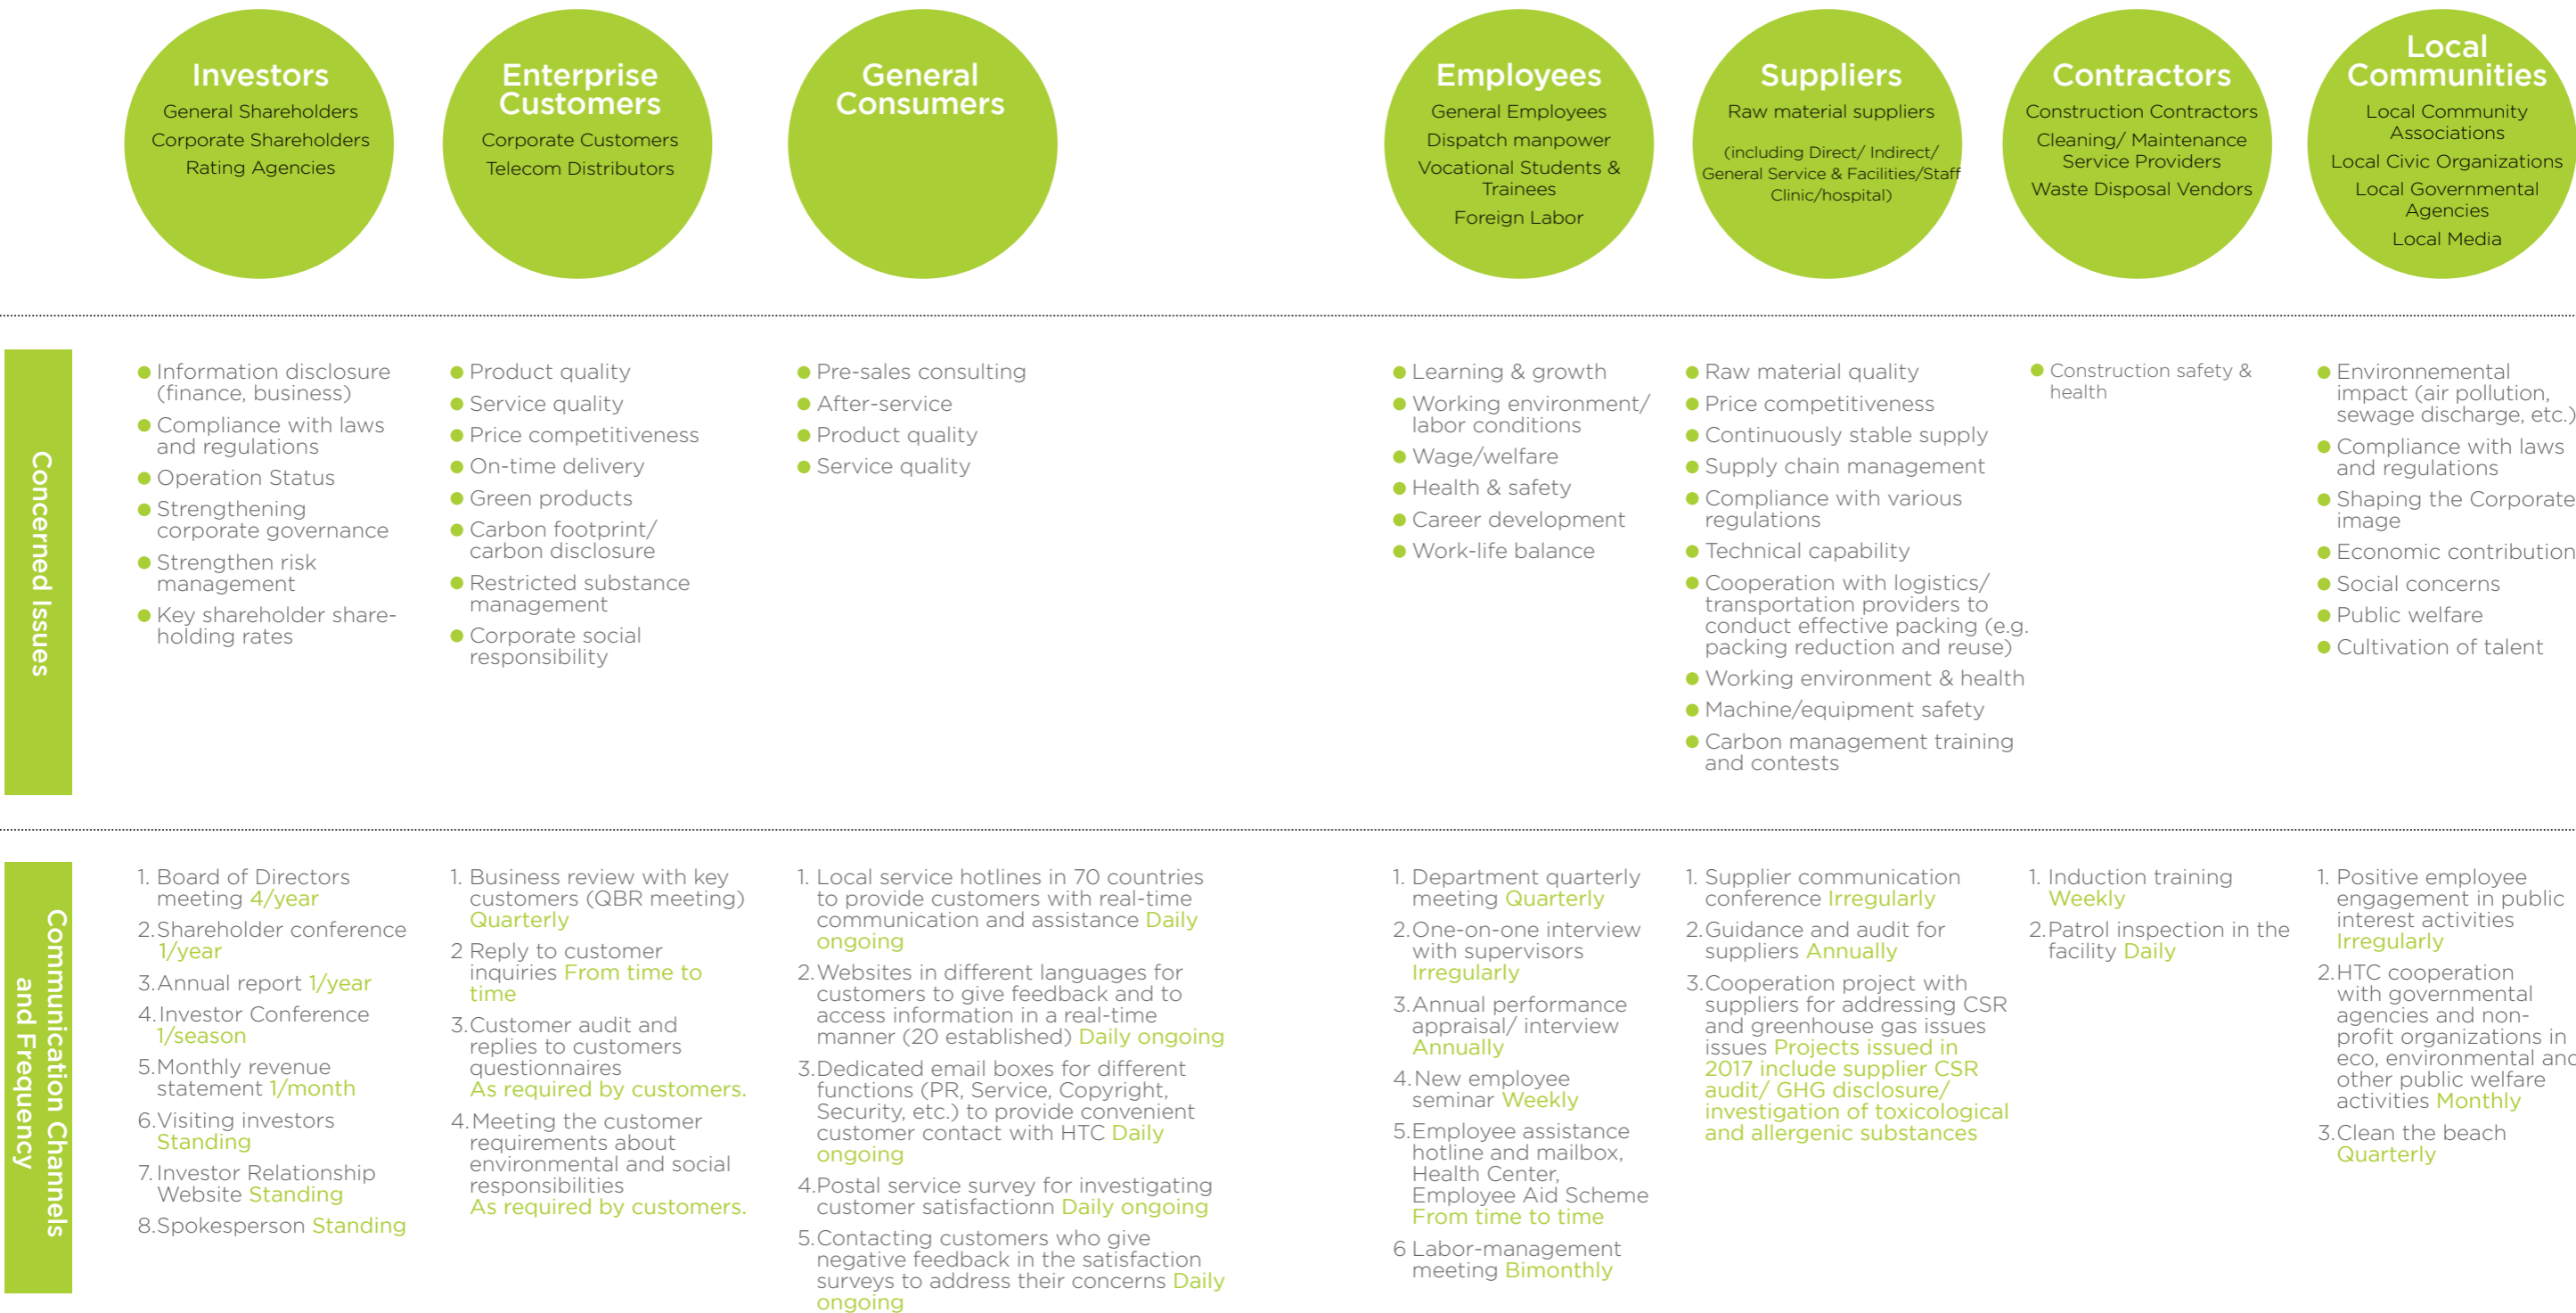 Investors
General Shareholders
Corporate Shareholders
Rating Agencies
Enterprise
Customers
Corporate Customers
Telecom Distributors
General
Consumers
Employees
General Employees
Dispatch manpower
Vocational Students &
Trainees
Foreign Labor
Suppliers
Raw material suppliers
(including Direct/ Indirect/
General Service & Facilities/Staff
Clinic/hospital)
Contractors
Construction Contractors
Cleaning/ Maintenance
Service Providers
Waste Disposal Vendors
Local
Communities
Local Community
Associations
Local Civic Organizations
Local Governmental
Agencies
Local Media
Concerned Issues
Information disclosure
(finance, business)
Compliance with laws
and regulations
Operation Status
Strengthening
corporate governance
Strengthen risk
management
Key shareholder share-
holding rates
Product quality
Service quality
Price competitiveness
On-time delivery
Green products
Carbon footprint/
carbon disclosure
Restricted substance
management
Corporate social
responsibility
Pre-sales consulting
After-service
Product quality
Service quality
Learning & growth
Working environment/
labor conditions
Wage/welfare
Health & safety
Career development
Work-life balance
Raw material quality
Price competitiveness
Continuously stable supply
Supply chain management
Compliance with various
regulations
Technical capability
Cooperation with logistics/
transportation providers to
conduct effective packing (e.g.
packing reduction and reuse)
Working environment & health
Machine/equipment safety
Carbon management training
and contests
Construction safety &
health
Environnemental
impact (air pollution,
sewage discharge, etc.)
Compliance with laws
and regulations
Shaping the Corporate
image
Economic contribution
Social concerns
Public welfare
Cultivation of talent
Communication Channels
and Frequency
1. Board of Directors
meeting 4/year
2.Shareholder conference
1/year
3.Annual report 1/year
4.Investor Conference
1/season
5.Monthly revenue
statement 1/month
6.Visiting investors
Standing
7.Investor Relationship
Website Standing
8.Spokesperson Standing
1. Business review with key
customers (QBR meeting)
Quarterly
2 Reply to customer
inquiries From time to
time
3.Customer audit and
replies to customers
questionnaires
As required by customers.
4.Meeting the customer
requirements about
environmental and social
responsibilities
As required by customers.
1. Local service hotlines in 70 countries
to provide customers with real-time
communication and assistance Daily
ongoing
2.Websites in different languages for
customers to give feedback and to
access information in a real-time
manner (20 established) Daily ongoing
3.Dedicated email boxes for different
functions (PR, Service, Copyright,
Security, etc.) to provide convenient
customer contact with HTC Daily
ongoing
4.Postal service survey for investigating
customer satisfactionn Daily ongoing
5.Contacting customers who give
negative feedback in the satisfaction
surveys to address their concerns Daily
ongoing
1. Department quarterly
meeting Quarterly
2.One-on-one interview
with supervisors
Irregularly
3.Annual performance
appraisal/ interview
Annually
4.New employee
seminar Weekly
5.Employee assistance
hotline and mailbox,
Health Center,
Employee Aid Scheme
From time to time
6 Labor-management
meeting Bimonthly
1. Supplier communication
conference Irregularly
2.Guidance and audit for
suppliers Annually
3.Cooperation project with
suppliers for addressing CSR
and greenhouse gas issues
issues Projects issued in
2017 include supplier CSR
audit/ GHG disclosure/
investigation of toxicological
and allergenic substances
1. Induction training
Weekly
2.Patrol inspection in the
facility Daily
1. Positive employee
engagement in public
interest activities
Irregularly
2.HTC cooperation
with governmental
agencies and non-
profit organizations in
eco, environmental and
other public welfare
activities Monthly
3.Clean the beach
Quarterly